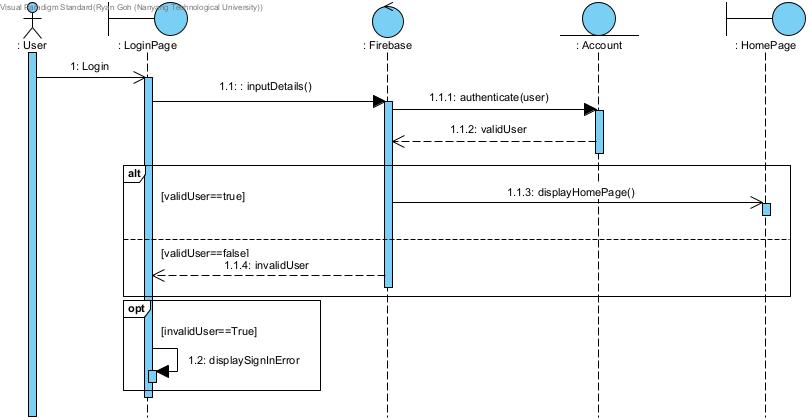 Visual Paradigm Standard(Ryan Goh (Nanyang Technological University))
: User
: LoginPage
: Firebase
: Account
: HomePage
1: Login
1.1: : inputDetails()
1.1.1: authenticate(user)
1.1.2: validUser
alt
[validUser==true]
1.1.3: displayHomePage()
[validUser==false]
1.1.4: invalidUser
opt
[invalidUser==True]
1.2: displaySignInError